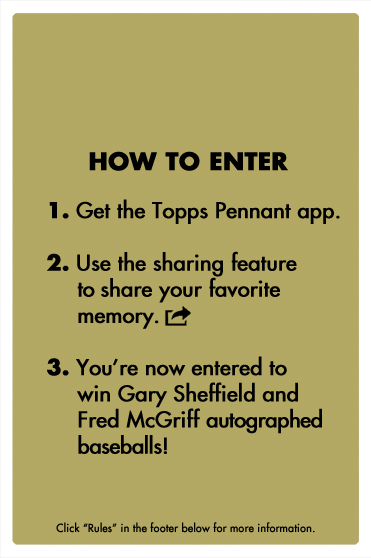 HOW TO ENTER
1. Get the Topps Pennant app.
2. Use the sharing feature
to share your favorite
memory.
3. You’re now entered to
win Gary Sheffield and
Fred McGriff autographed
baseballs!
Click “Rules” in the footer below for more information.